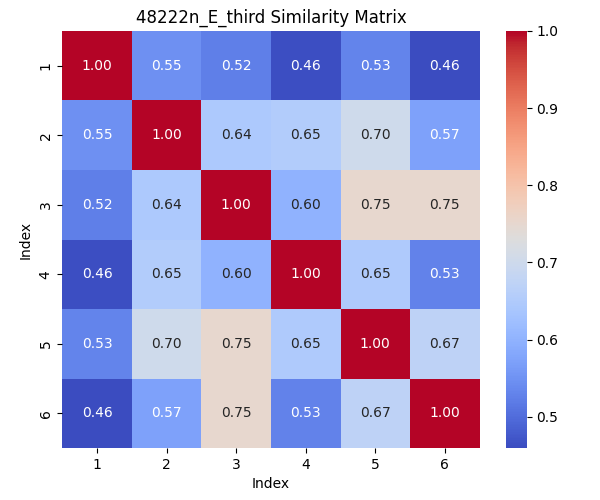 48222n_E_third Similarity Matrix
1 1.00 0.55 0.52 0.46 0.53 0.46
2 0.55 1.00 0.64 0.65 0.70 0.57
3 0.52 0.64 1.00 0.60 0.75 0.75
4 0.46 0.65 0.60 1.00 0.65 0.53
5 0.53 0.70 0.75 0.65 1.00 0.67
6 0.46 0.57 0.75 0.53 0.67 1.00
1 2 3 4 5 6
Index
Index
1.0
0.9
0.8
0.7
0.6
0.5